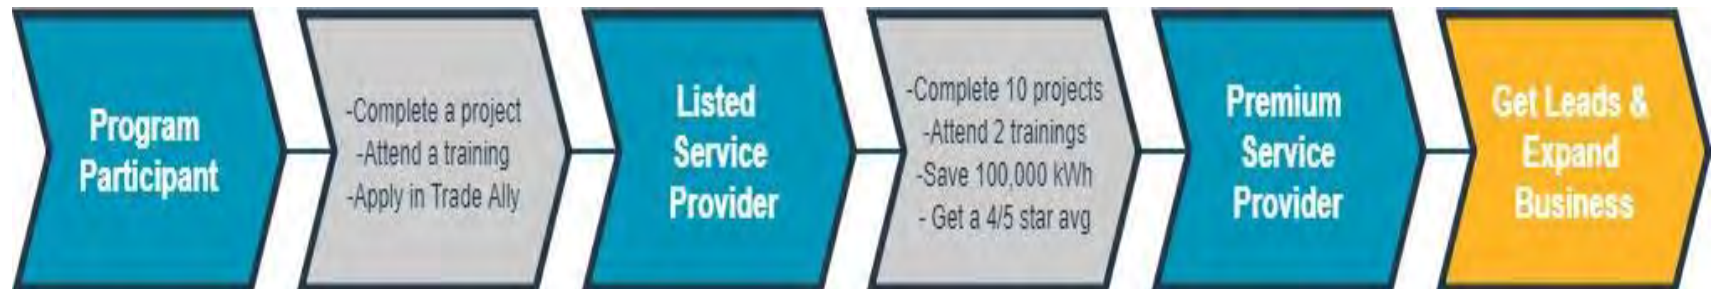 Program
Participant
-Complete a project
-Attend a training
-Apply in Trade Ally
Listed
Service
Provider
-Complete 10 projects
-Attend 2 trainings
-Save 100,000 kWh
- Get a 4/5 star avg
Premium
Service
Provider
Get Leads &
Expand
Business